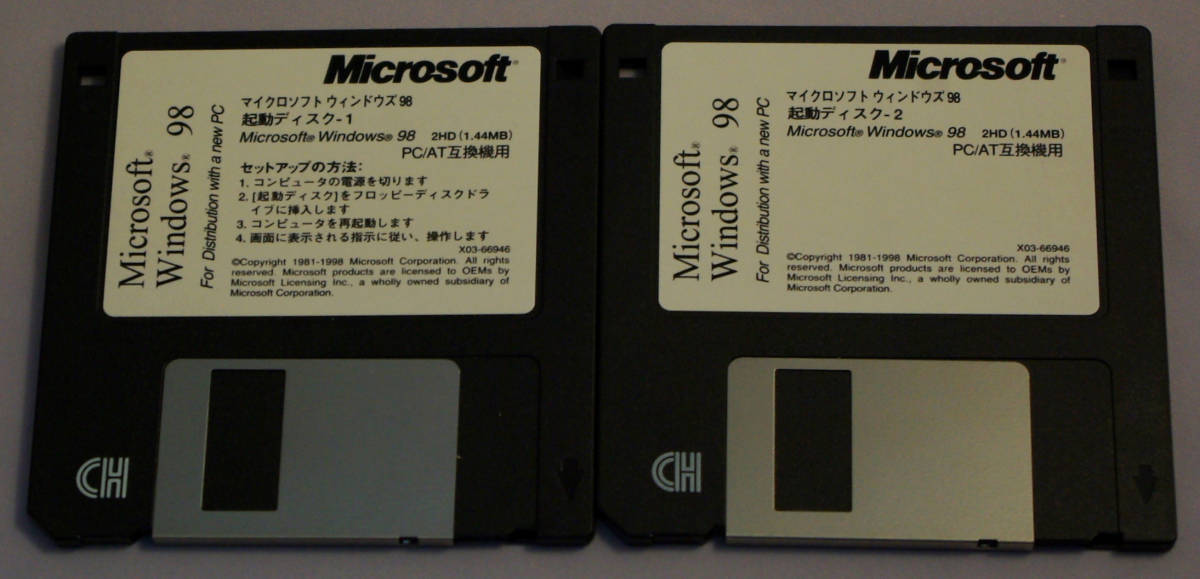 Microsoft®
マイクロソフト ウィンドウズ 98
起動ディスク-1
Microsoft® Windows® 98 2HD (1.44MB)
PC/AT互換機用
セットアップの方法:
1. コンピュータの電源を切ります
2. [起動ディスク]をフロッピーディスクドラ
イブに挿入します
3. コンピュータを再起動します
4. 画面に表示される指示に従い、操作します
X03-66946
©Copyright 1981-1998 Microsoft Corporation. All rights
reserved. Microsoft products are licensed to OEMs by
Microsoft Licensing Inc., a wholly owned subsidiary of
Microsoft Corporation.
Microsoft®
Windows® 98
For Distribution with a new PC
CH
Microsoft®
マイクロソフト ウィンドウズ 98
起動ディスク-2
Microsoft® Windows® 98 2HD (1.44MB)
PC/AT互換機用
X03-66946
©Copyright 1981-1998 Microsoft Corporation. All rights
reserved. Microsoft products are licensed to OEMs by
Microsoft Licensing Inc., a wholly owned subsidiary of
Microsoft Corporation.
Microsoft®
Windows® 98
For Distribution with a new PC
CH